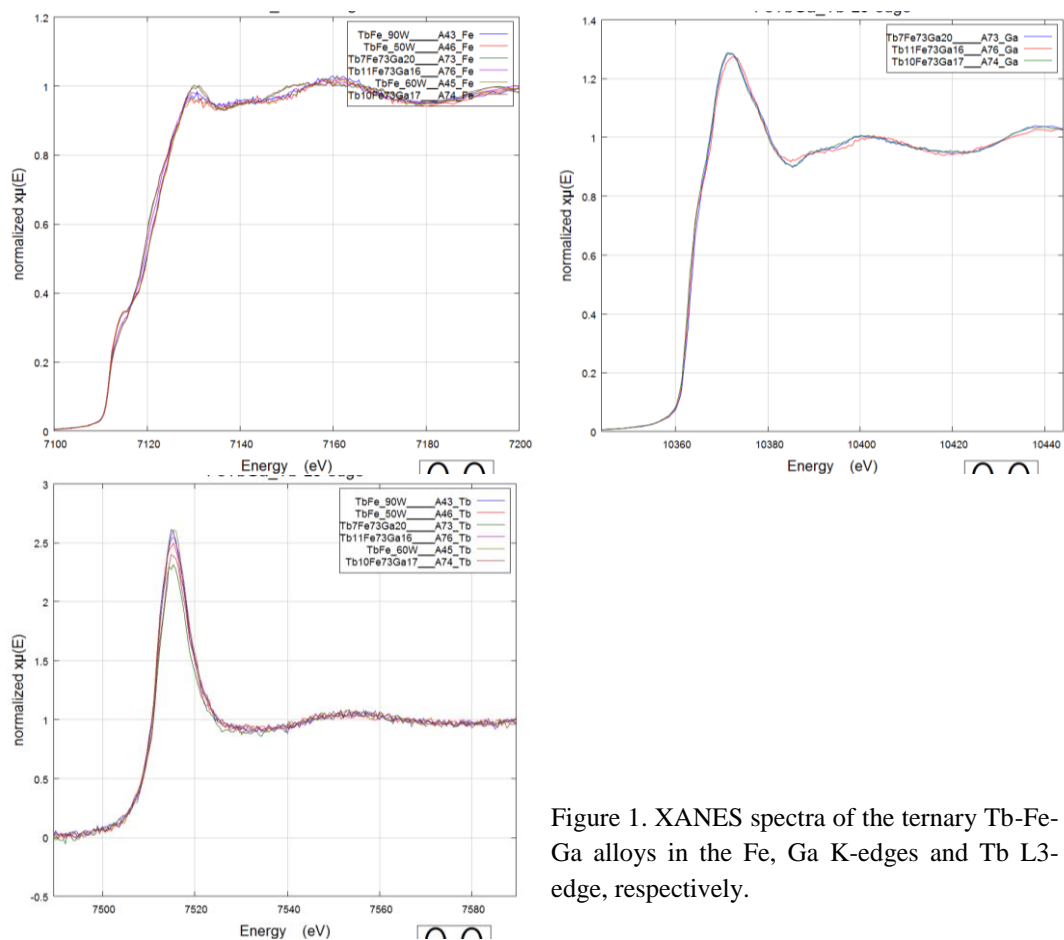 1.2
1
0.8
0.6
0.4
0.2
0
normalized xμ(E)
TbFe_90W____A43_Fe
TbFe_50W____A46_Fe
Tb7Fe73Ga20____A73_Fe
Tb11Fe73Ga16____A76_Fe
TbFe_60W____A45_Fe
Tb10Fe73Ga17____A74_Fe
7100 7120 7140 7160 7180 7200
Energy (eV)
1.4
1.2
1
0.8
0.6
0.4
0.2
0
normalized xμ(E)
Tb7Fe73Ga20____A73_Ga
Tb11Fe73Ga16____A76_Ga
Tb10Fe73Ga17____A74_Ga
10360 10380 10400 10420 10440
Energy (eV)
3
2.5
2
1.5
1
0.5
0
-0.5
normalized xμ(E)
TbFe_90W____A43_Tb
TbFe_50W____A46_Tb
Tb7Fe73Ga20____A73_Tb
Tb11Fe73Ga16____A76_Tb
TbFe_60W____A45_Tb
Tb10Fe73Ga17____A74_Tb
7500 7520 7540 7560 7580
Energy (eV)
Figure 1. XANES spectra of the ternary Tb-Fe-
Ga alloys in the Fe, Ga K-edges and Tb L3-
edge, respectively.